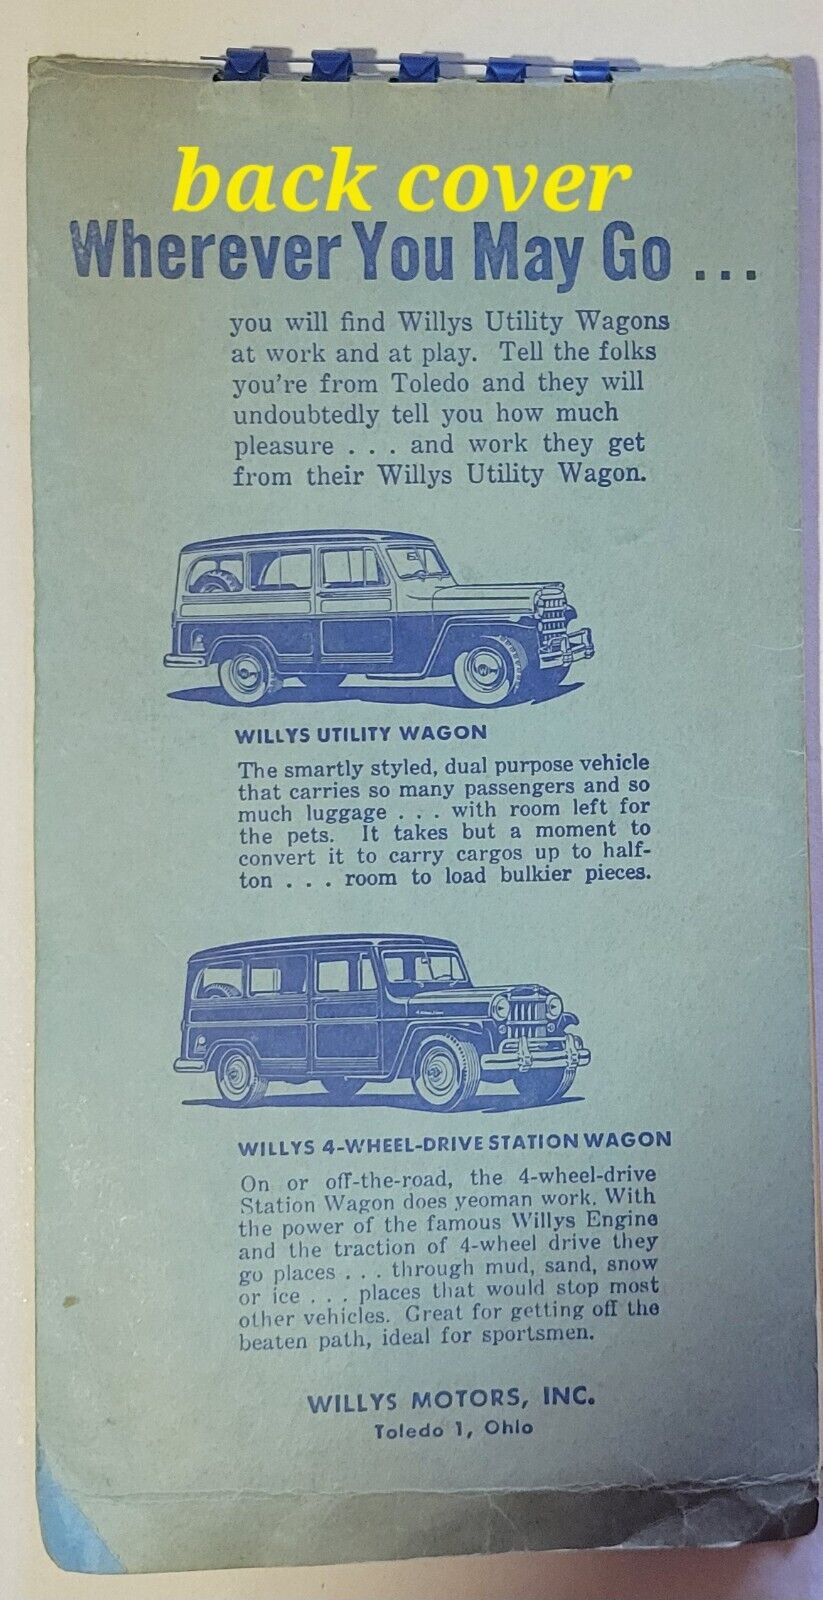 back cover
Wherever You May Go ...
you will find Willys Utility Wagons
at work and at play. Tell the folks
you're from Toledo and they will
undoubtedly tell you how much
pleasure . . . and work they get
from their Willys Utility Wagon.
WILLYS UTILITY WAGON
The smartly styled, dual purpose vehicle
that carries so many passengers and so
much luggage . . . with room left for
the pets. It takes but a moment to
convert it to carry cargos up to half-
ton . . . room to load bulkier pieces.
WILLYS 4-WHEEL-DRIVE STATION WAGON
On or off-the-road, the 4-wheel-drive
Station Wagon does yeoman work. With
the power of the famous Willys Engine
and the traction of 4-wheel drive they
go places . . . through mud, sand, snow
or ice . . . places that would stop most
other vehicles. Great for getting off the
beaten path, ideal for sportsmen.
WILLYS MOTORS, INC.
Toledo 1, Ohio